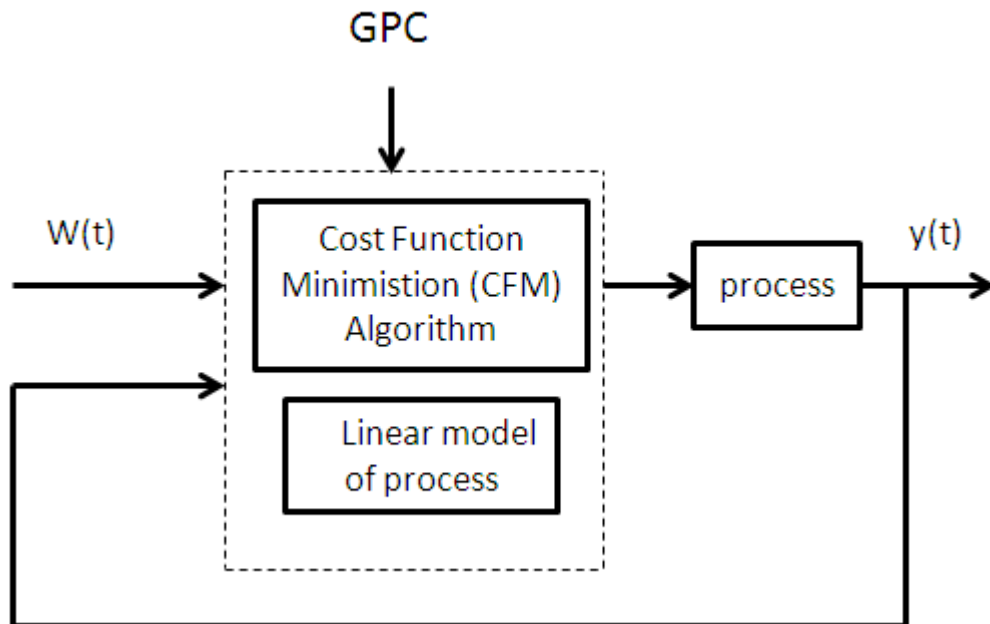 GPC
W(t)
Cost Function
Minimistion (CFM)
Algorithm
process
y(t)
Linear model
of process